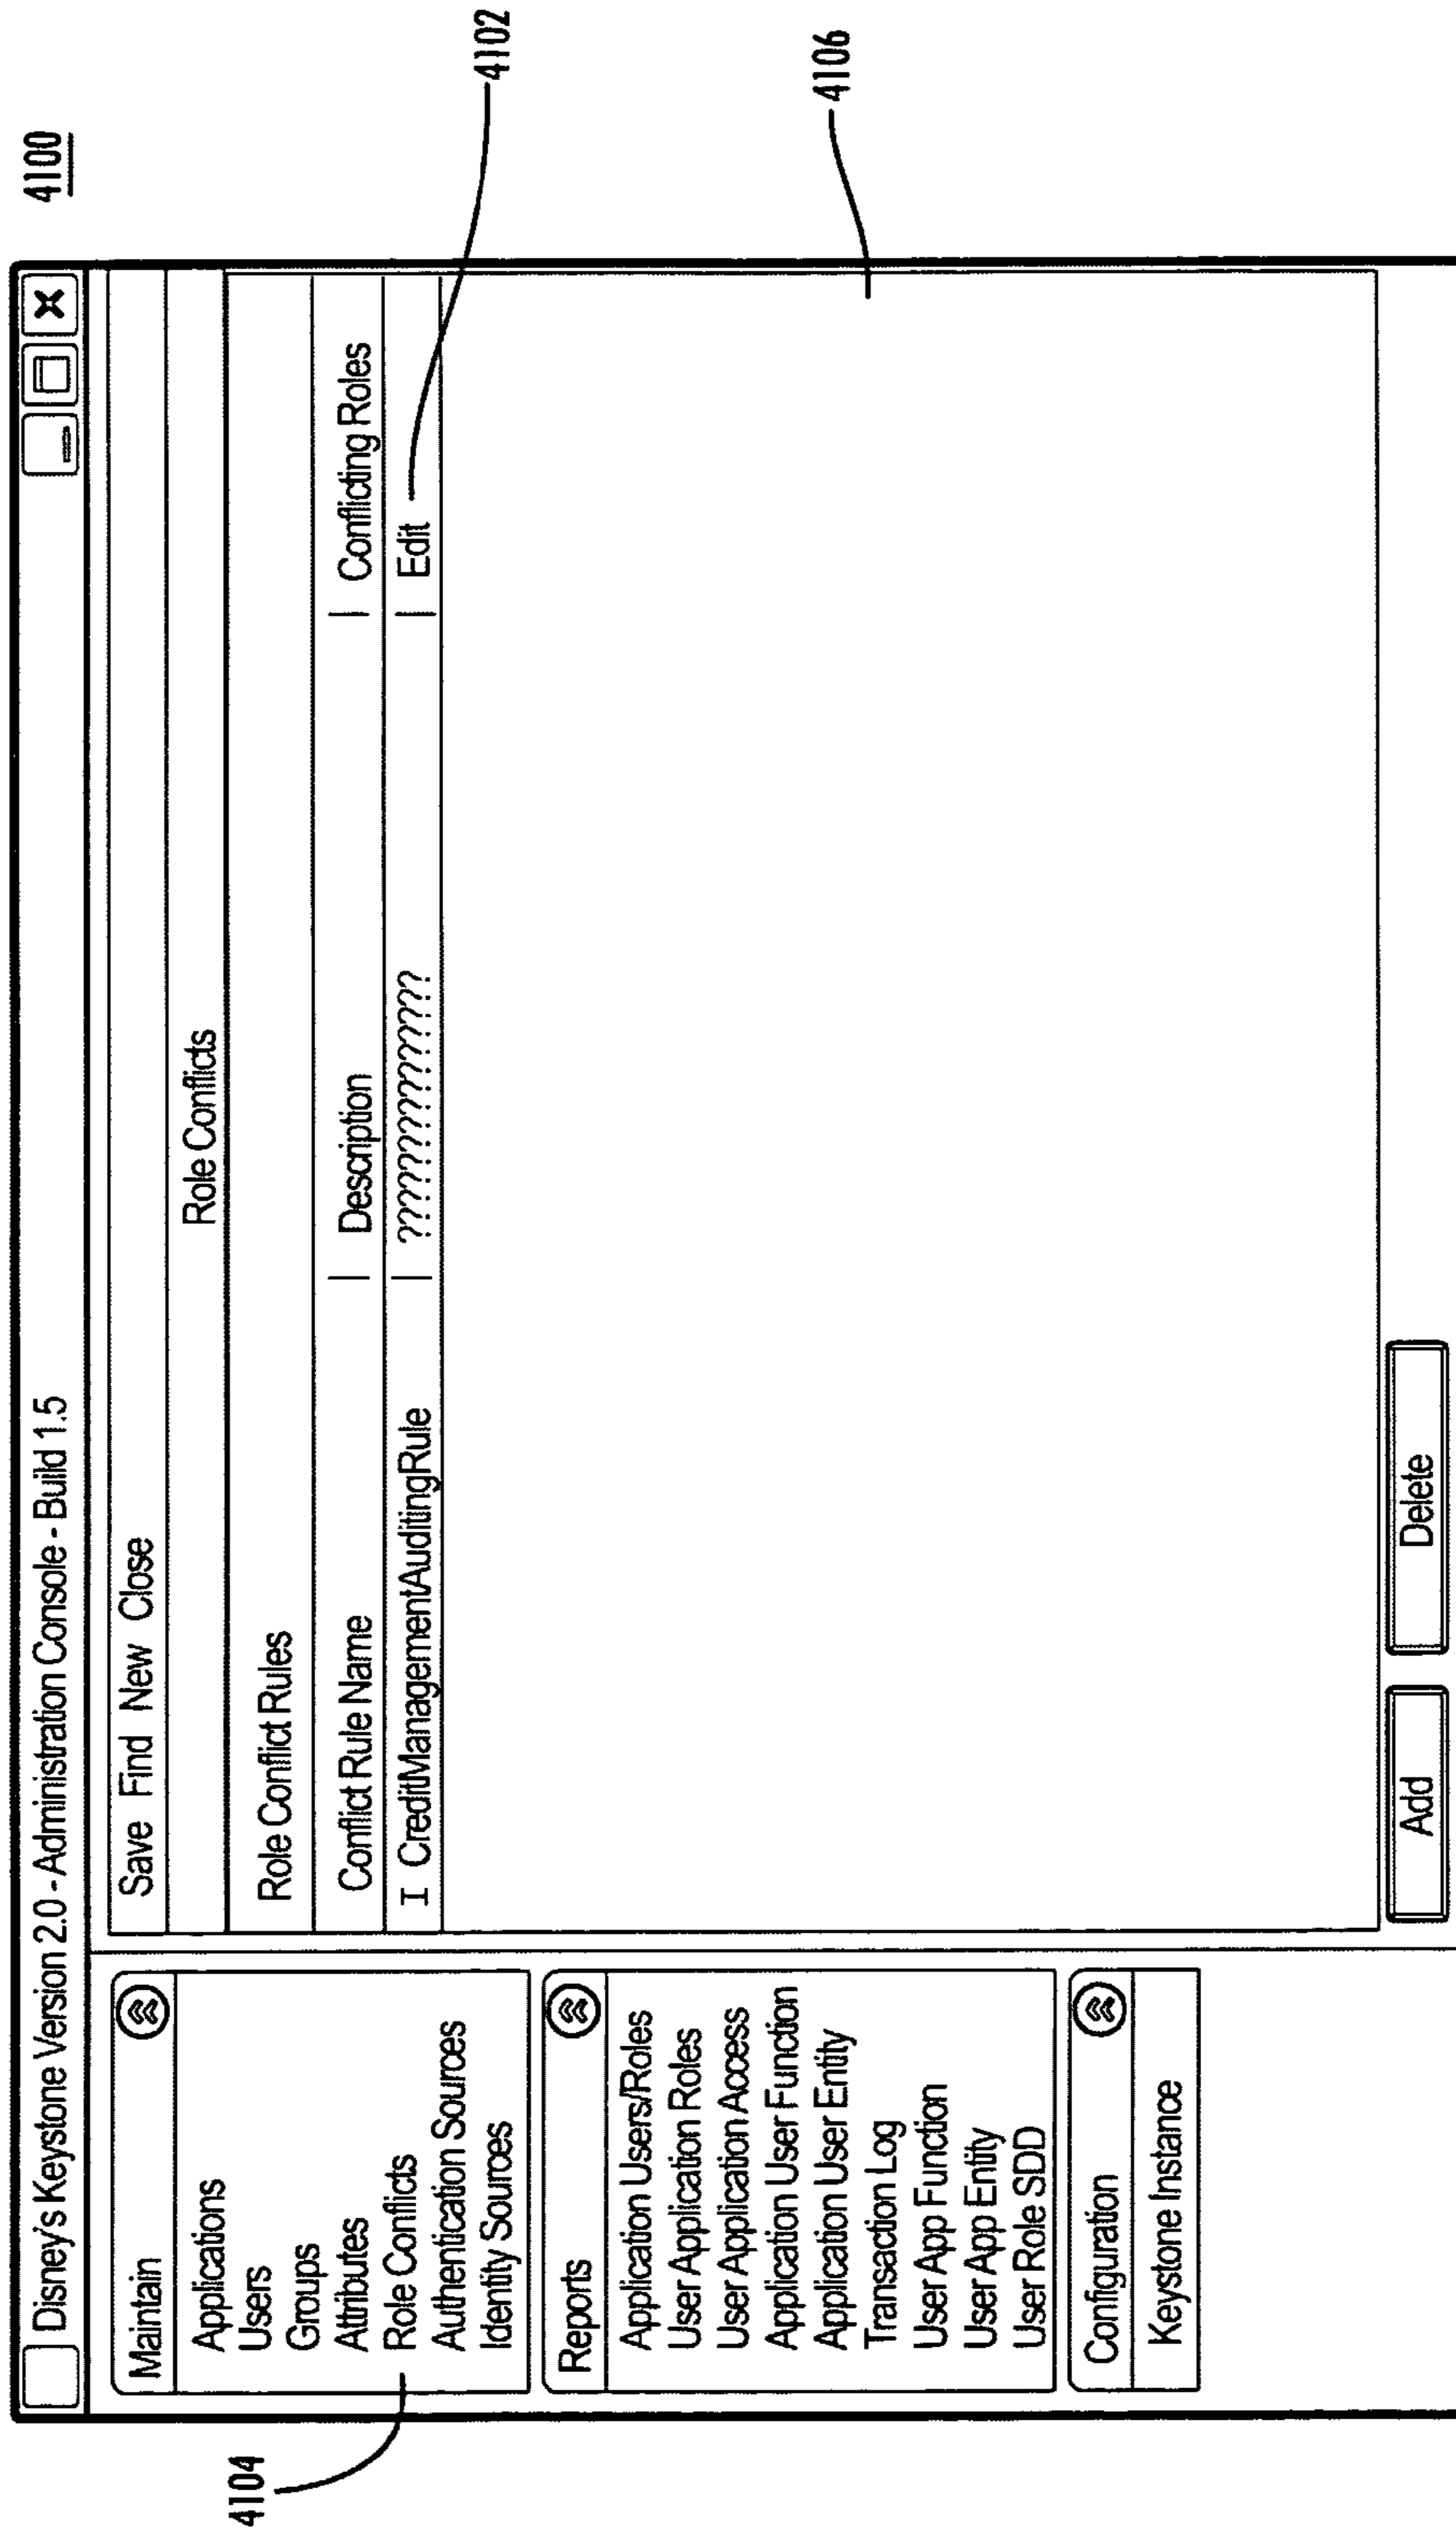 4100
Disney's Keystone Version 2.0 - Administration Console - Build 1.5
Maintain
Applications
Users
Groups
Attributes
Role Conflicts
Authentication Sources
Identity Sources
Reports
Application Users/Roles
User Application Roles
User Application Access
Application User Function
Application User Entity
Transaction Log
User App Function
User App Entity
User Role SDD
Configuration
Keystone Instance
Save Find New Close
Role Conflicts
Role Conflict Rules
Conflict Rule Name | Description | Conflicting Roles
I CreditManagementAuditingRule | ????????????????? | Edit
Add Delete
4102
4104
4106